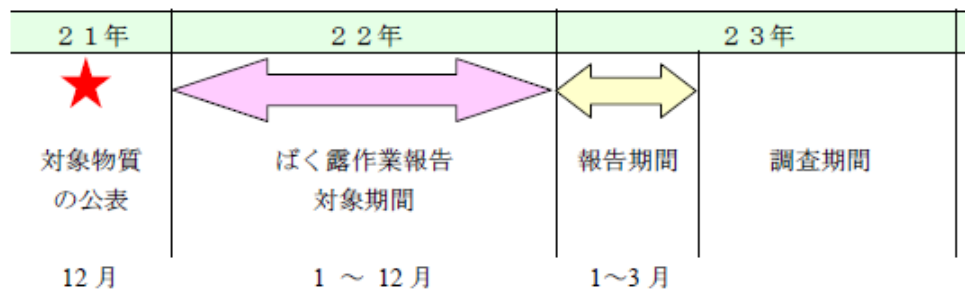 ２１年
２２年
２３年
対象物質
の公表
ばく露作業報告
対象期間
報告期間
調査期間
12 月
1 ～ 12 月
1～3 月